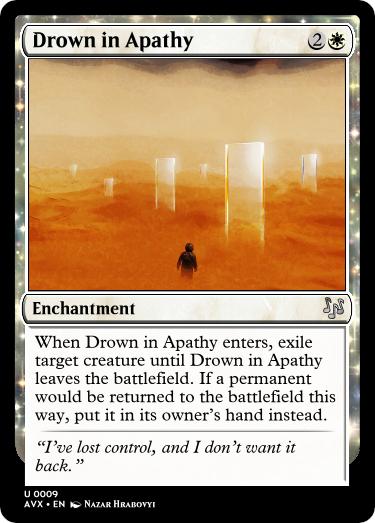 Drown in Apathy 2
Enchantment
When Drown in Apathy enters, exile
target creature until Drown in Apathy
leaves the battlefield. If a permanent
would be returned to the battlefield this
way, put it in its owner's hand instead.
“I've lost control, and I don't want it
back.”
U 0009
AVX • EN Nazar Hrabovyi